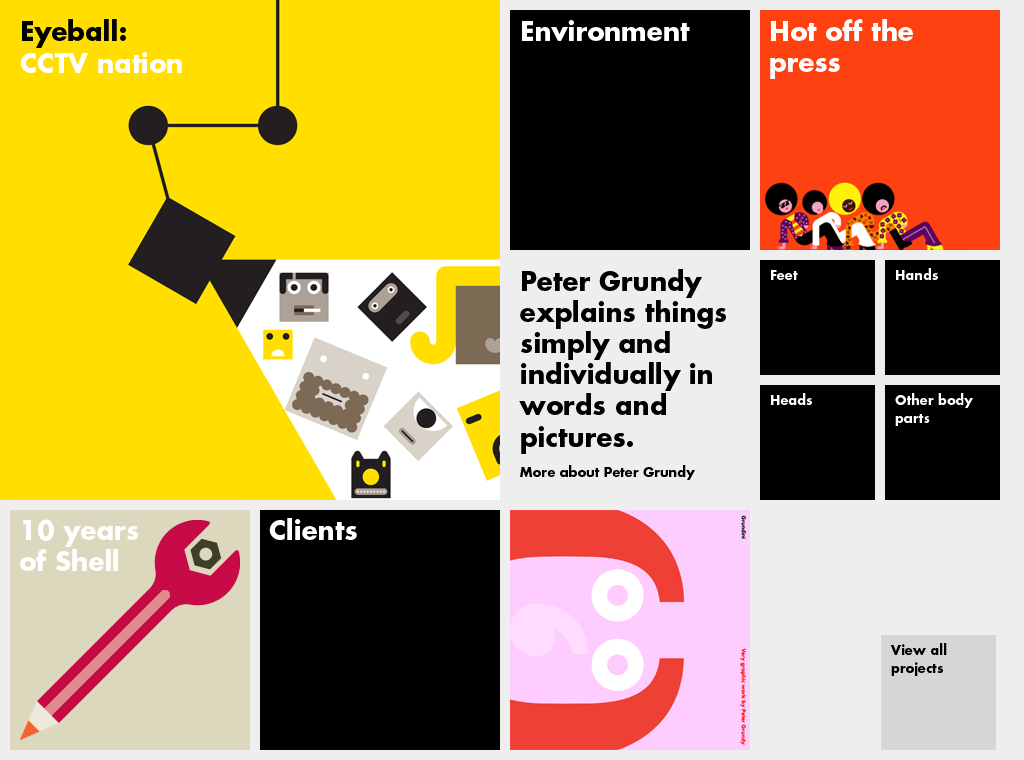 Eyeball:
CCTV nation
Environment
Hot off the
press
Peter Grundy
explains things
simply and
individually in
words and
pictures.
More about Peter Grundy
Feet
Hands
Heads
Other body
parts
10 years
of Shell
Clients
Grundini
Very graphic work by Peter Grundy
View all
projects